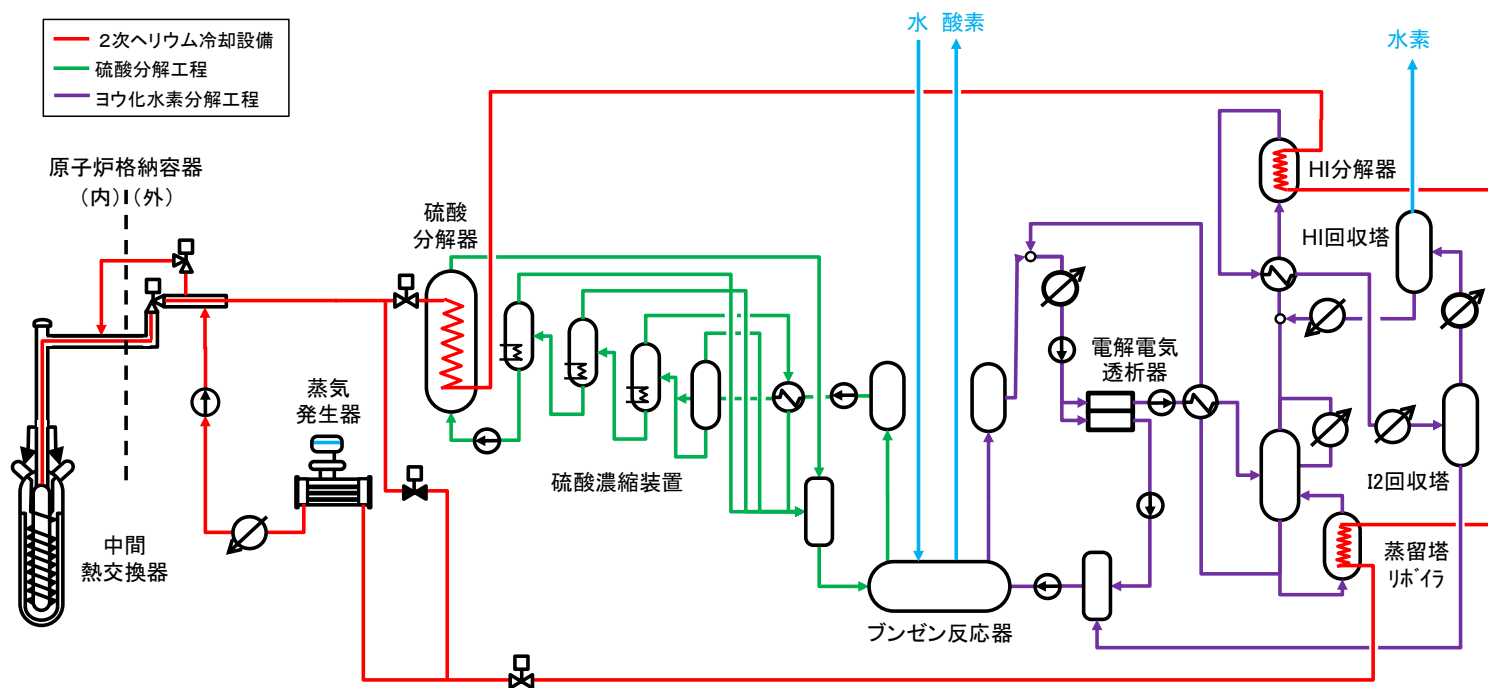 水 酸素
水素
2次ヘリウム冷却設備
硫酸分解工程
ヨウ化水素分解工程
原子炉格納容器
(内) (外)
硫酸
分解器
HI分解器
HI回収塔
電解電気
透析器
蒸気
発生器
硫酸濃縮装置
I2回収塔
中間
熱交換器
蒸留塔
リボイラ
ブンゼン反応器